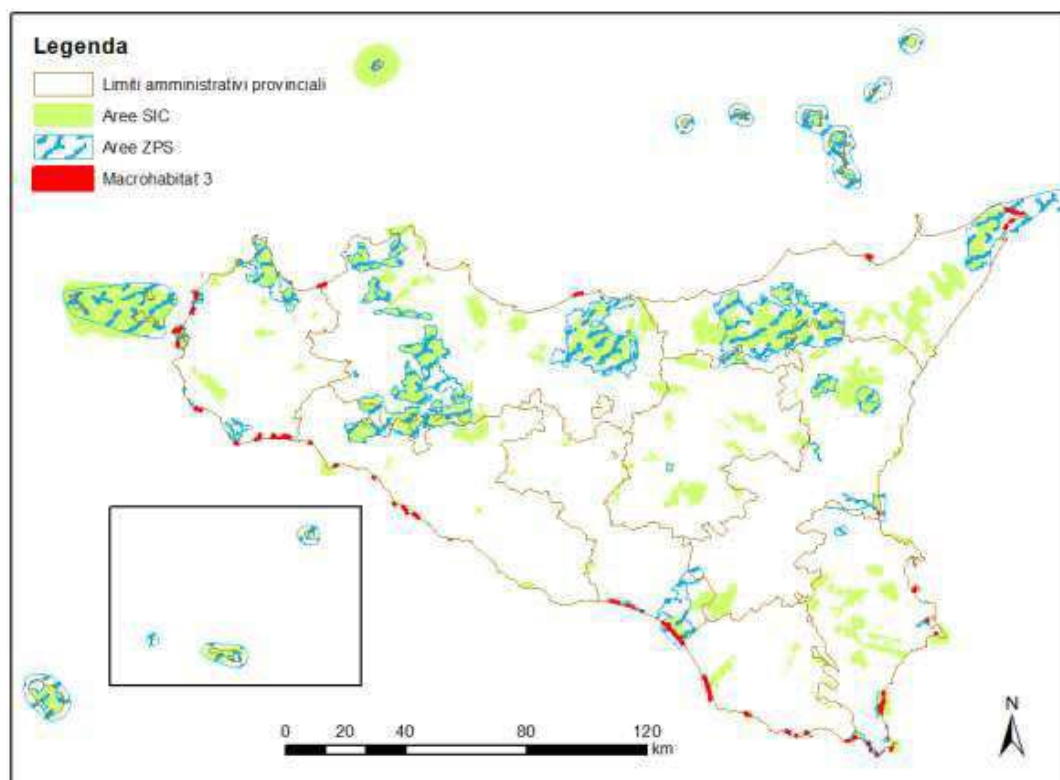 Legenda
Limiti amministrativi provinciali
Aree SIC
Aree ZPS
Macrohabitat 3
N
0 20 40 80 120
km